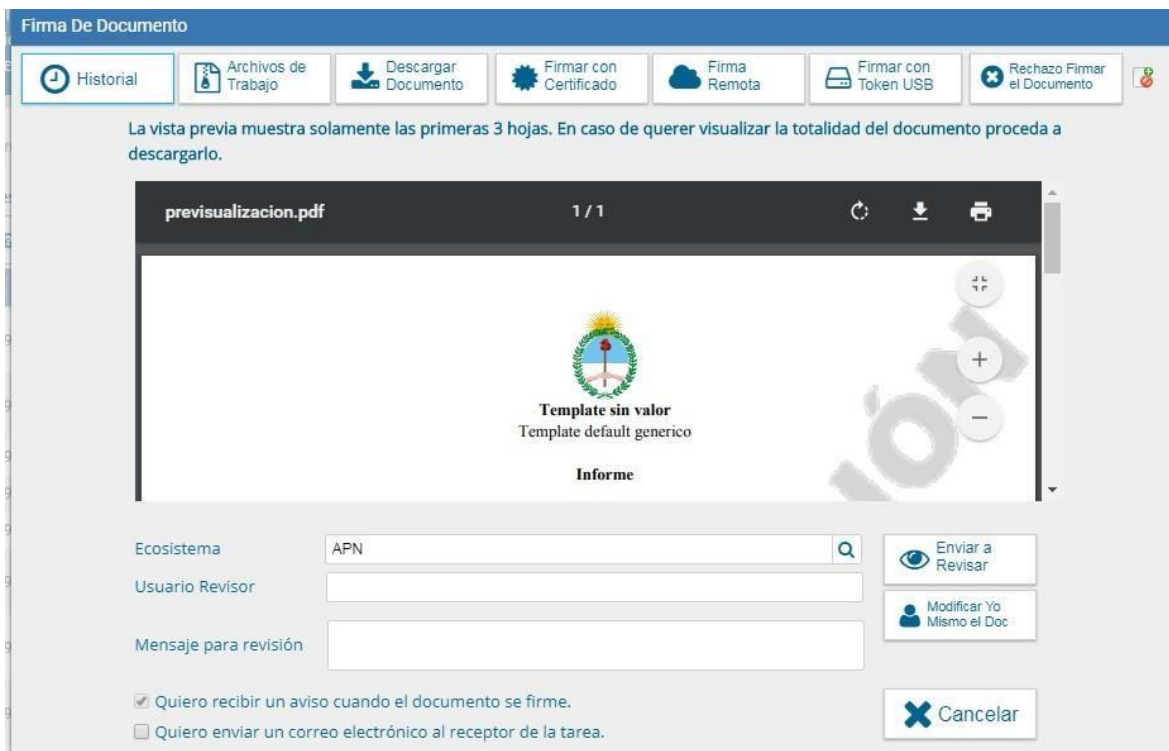 Firma De Documento
Historial
Archivos de
Trabajo
Descargar
Documento
Firmar con
Certificado
Firma
Remota
Firmar con
Token USB
Rechazo Firmar
el Documento
La vista previa muestra solamente las primeras 3 hojas. En caso de querer visualizar la totalidad del documento proceda a
descargarlo.
previsualizacion.pdf
1 / 1
Template sin valor
Template default generico
Informe
Ecosistema
APN
Enviar a
Revisar
Usuario Revisor
Modificar Yo
Mismo el Doc
Mensaje para revisión
Quiero recibir un aviso cuando el documento se firme.
Quiero enviar un correo electrónico al receptor de la tarea.
Cancelar